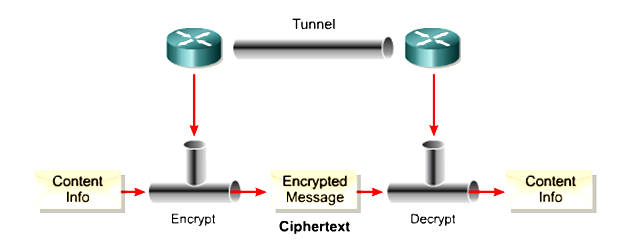 Tunnel
Content
Info
Encrypt
Encrypted
Message
Ciphertext
Decrypt
Content
Info